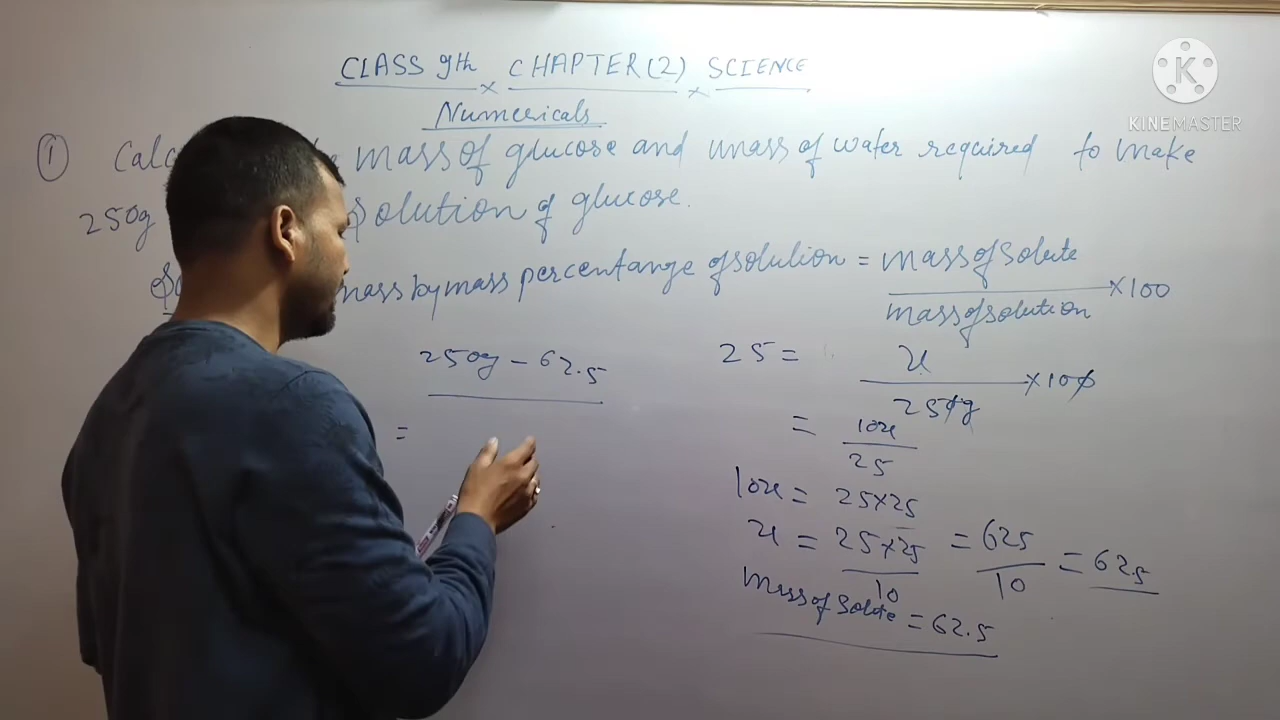 CLASS 9th × CHAPTER (2) × SCIENCE
Numericals
K
KINEMASTER
① Calc mass of glucose and mass of water required to make
250g solution of glucose.
mass by mass percentange of solution = mass of solute / mass of solution × 100
250g - 62.5
=
25 = x / 250g × 100
= 10x / 25
10x = 25×25
x = 25×25 / 10 = 625 / 10 = 62.5
Mass of Solute = 62.5